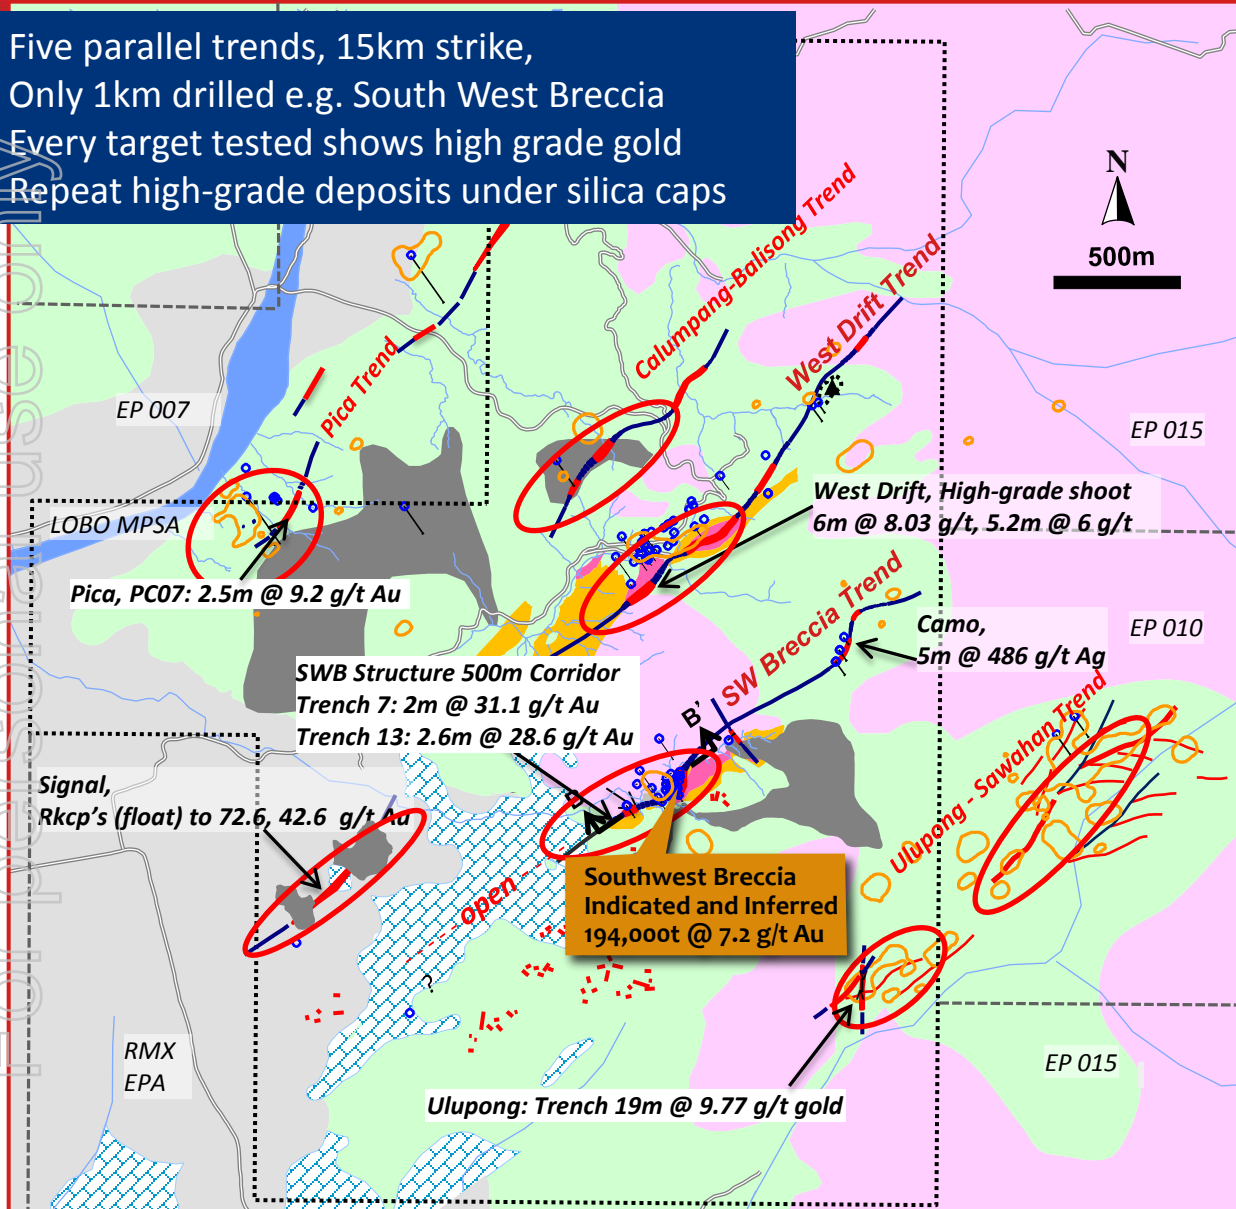 Five parallel trends, 15km strike,
Only 1km drilled e.g. South West Breccia
Every target tested shows high grade gold
Repeat high-grade deposits under silica caps
For personal use only
N
500m
Calumpang-Balisong Trend
West Drift Trend
Pica Trend
EP 007
EP 015
LOBO MPSA
West Drift, High-grade shoot
6m @ 8.03 g/t, 5.2m @ 6 g/t
Pica, PC07: 2.5m @ 9.2 g/t Au
SW Breccia Trend
Camo,
5m @ 486 g/t Ag
EP 010
SWB Structure 500m Corridor
Trench 7: 2m @ 31.1 g/t Au
Trench 13: 2.6m @ 28.6 g/t Au
B'
Ulupong - Sawahan Trend
Signal,
Rkcp's (float) to 72.6, 42.6 g/t Au
open
?
Southwest Breccia
Indicated and Inferred
194,000t @ 7.2 g/t Au
RMX
EPA
EP 015
Ulupong: Trench 19m @ 9.77 g/t gold